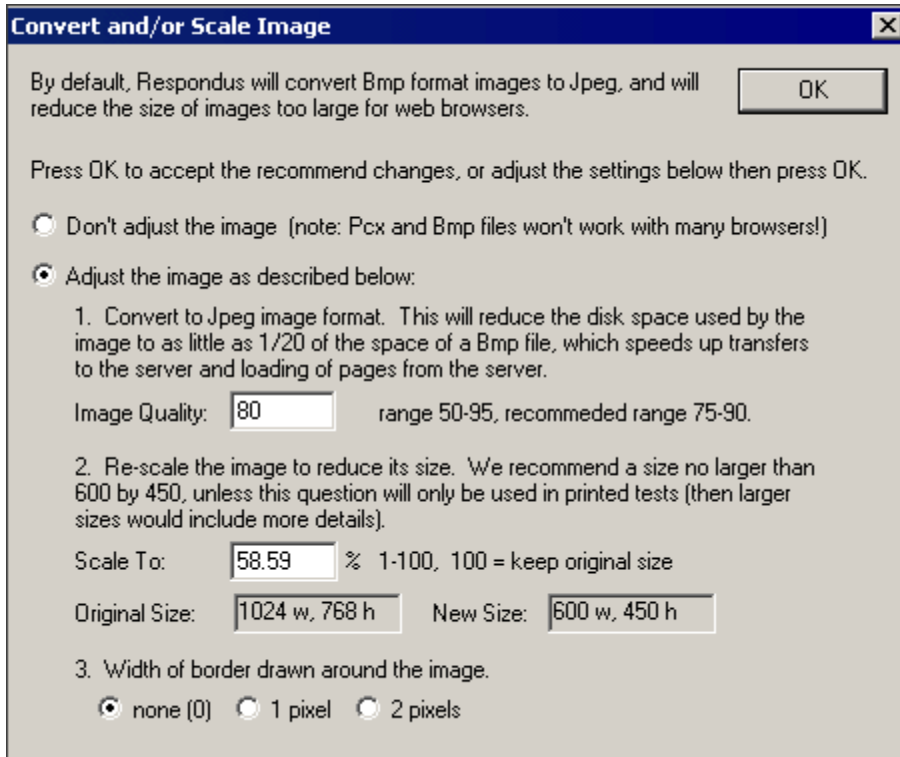 Convert and/or Scale Image
By default, Respondus will convert Bmp format images to Jpeg, and will
reduce the size of images too large for web browsers.
OK
Press OK to accept the recommend changes, or adjust the settings below then press OK.
Don't adjust the image (note: Pcx and Bmp files won't work with many browsers!)
Adjust the image as described below:
1. Convert to Jpeg image format. This will reduce the disk space used by the
image to as little as 1/20 of the space of a Bmp file, which speeds up transfers
to the server and loading of pages from the server.
Image Quality: 80 range 50-95, recommeded range 75-90.
2. Re-scale the image to reduce its size. We recommend a size no larger than
600 by 450, unless this question will only be used in printed tests (then larger
sizes would include more details).
Scale To: 58.59 % 1-100, 100 = keep original size
Original Size: 1024 w, 768 h New Size: 600 w, 450 h
3. Width of border drawn around the image.
none (0) 1 pixel 2 pixels